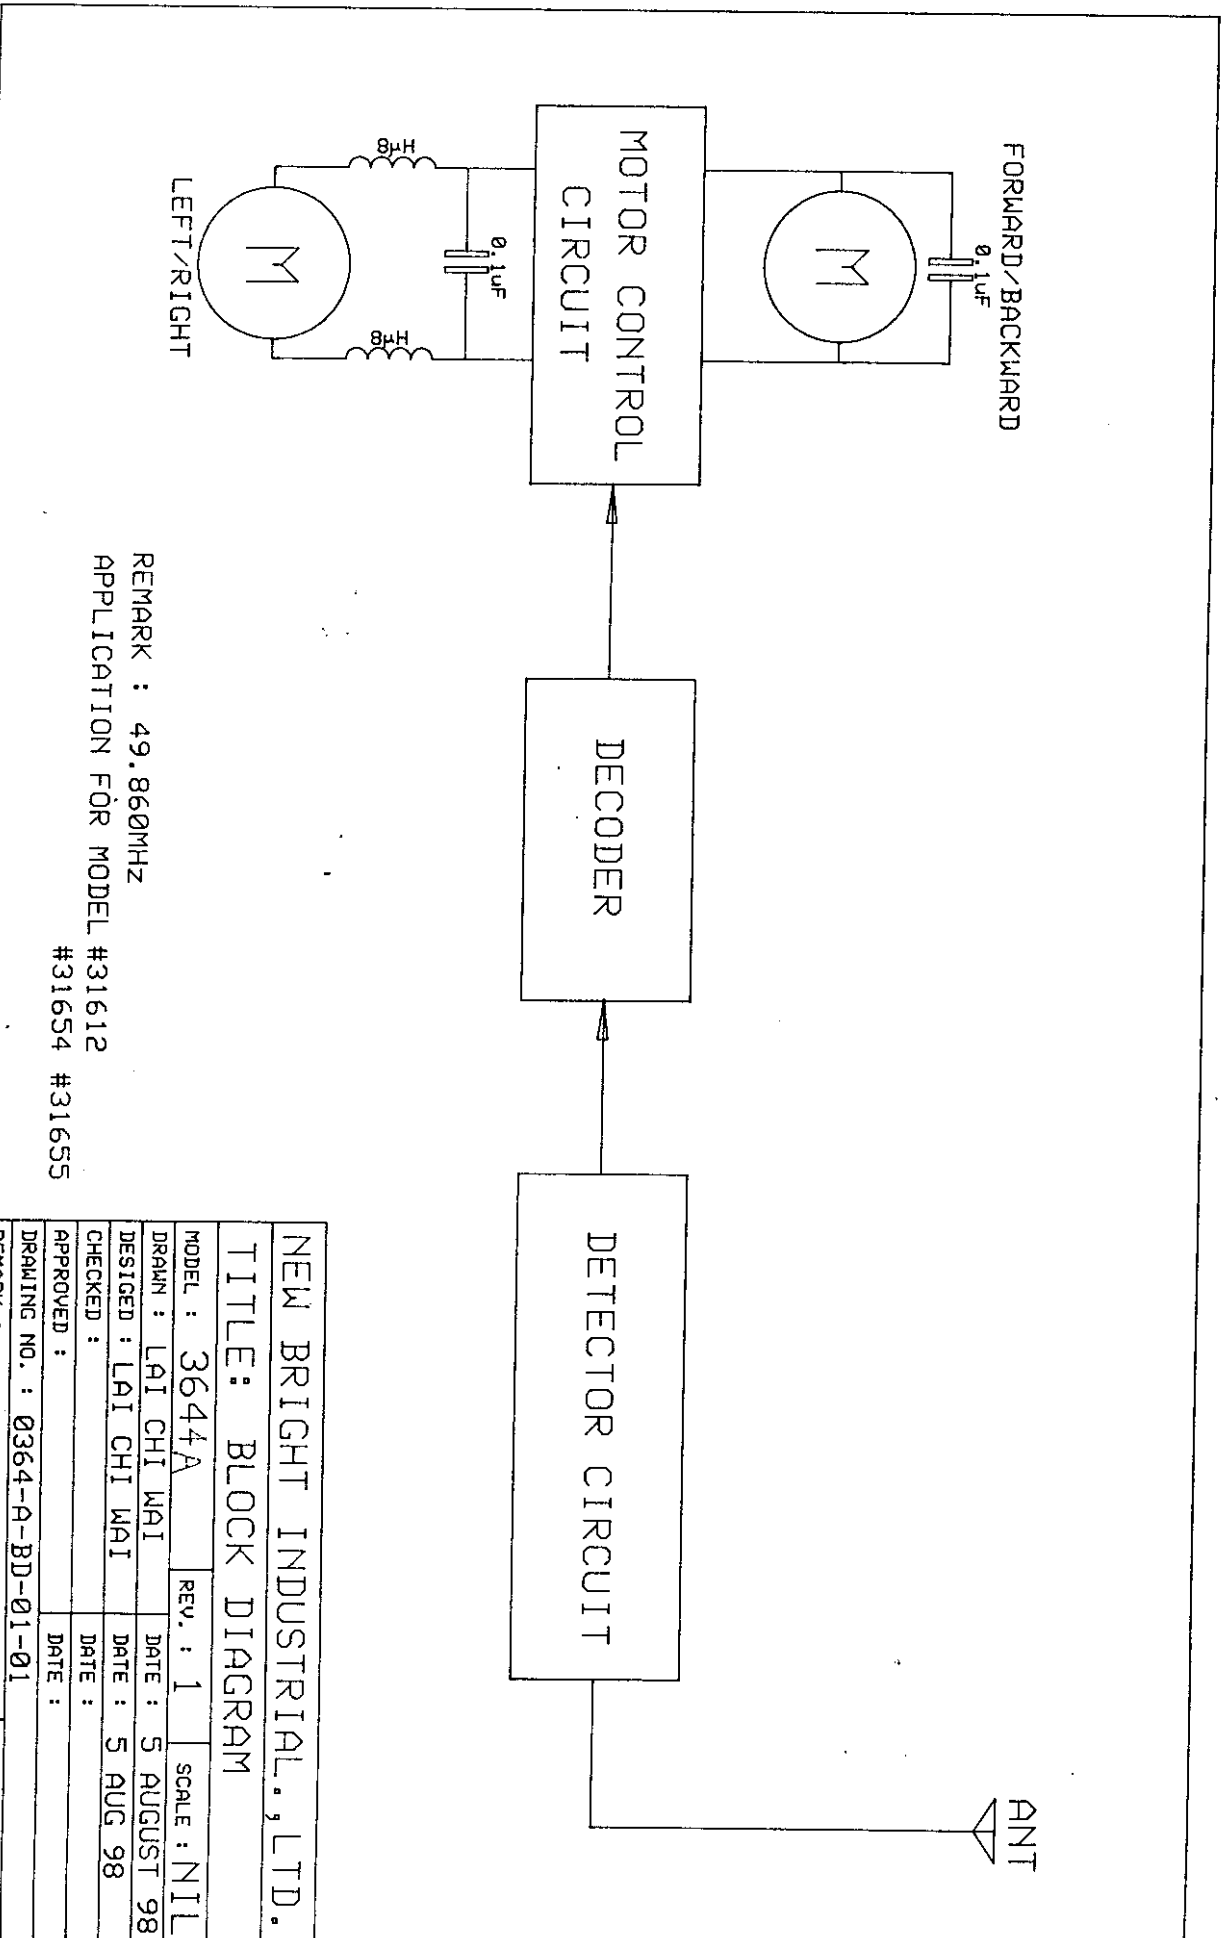 FORWARD/BACKWARD
0.1uF
M
ANT
MOTOR CONTROL
CIRCUIT
DECODER
DETECTOR CIRCUIT
0.1uF
8µH
8µH
M
LEFT/RIGHT
REMARK : 49.860MHz
APPLICATION FOR MODEL #31612
#31654 #31655
NEW BRIGHT INDUSTRIAL.,LTD.
TITLE: BLOCK DIAGRAM
MODEL : 3644A REV. : 1 SCALE : NIL
DRAWN : LAI CHI WAI DATE : 5 AUGUST 98
DESIGED : LAI CHI WAI DATE : 5 AUG 98
CHECKED : DATE :
APPROVED : DATE :
DRAWING NO. : 0364-A-BD-01-01